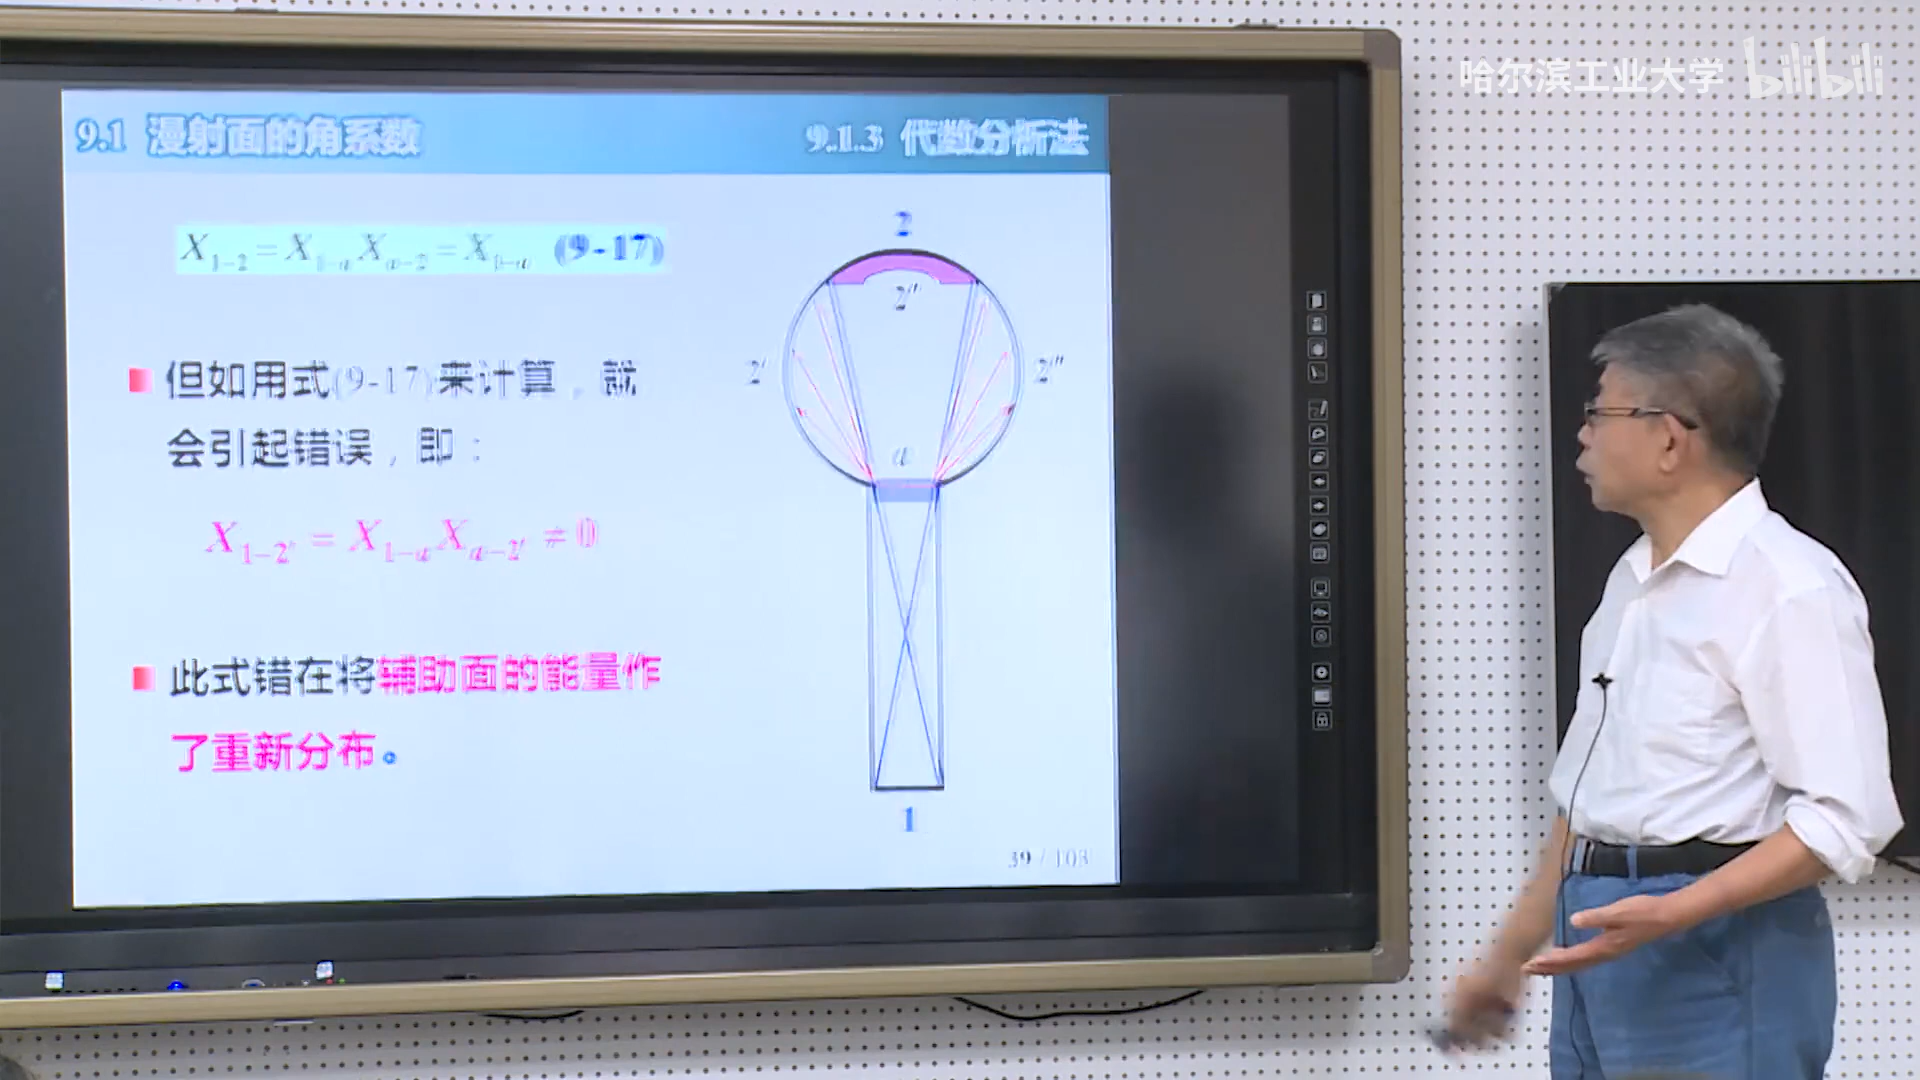 哈尔滨工业大学 bilibili
9.1 漫射面的角系数 9.1.3 代数分析法
X₁₋₂ = X₁₋ₐ Xₐ₋₂ = X₁₋ₐ (9-17)
但如用式(9-17)来计算，就
会引起错误，即：
X₁₋₂′ = X₁₋ₐ Xₐ₋₂′ ≠ 0
此式错在将辅助面的能量作
了重新分布。
2
2″
2′ 2‴
a
1
39 / 103